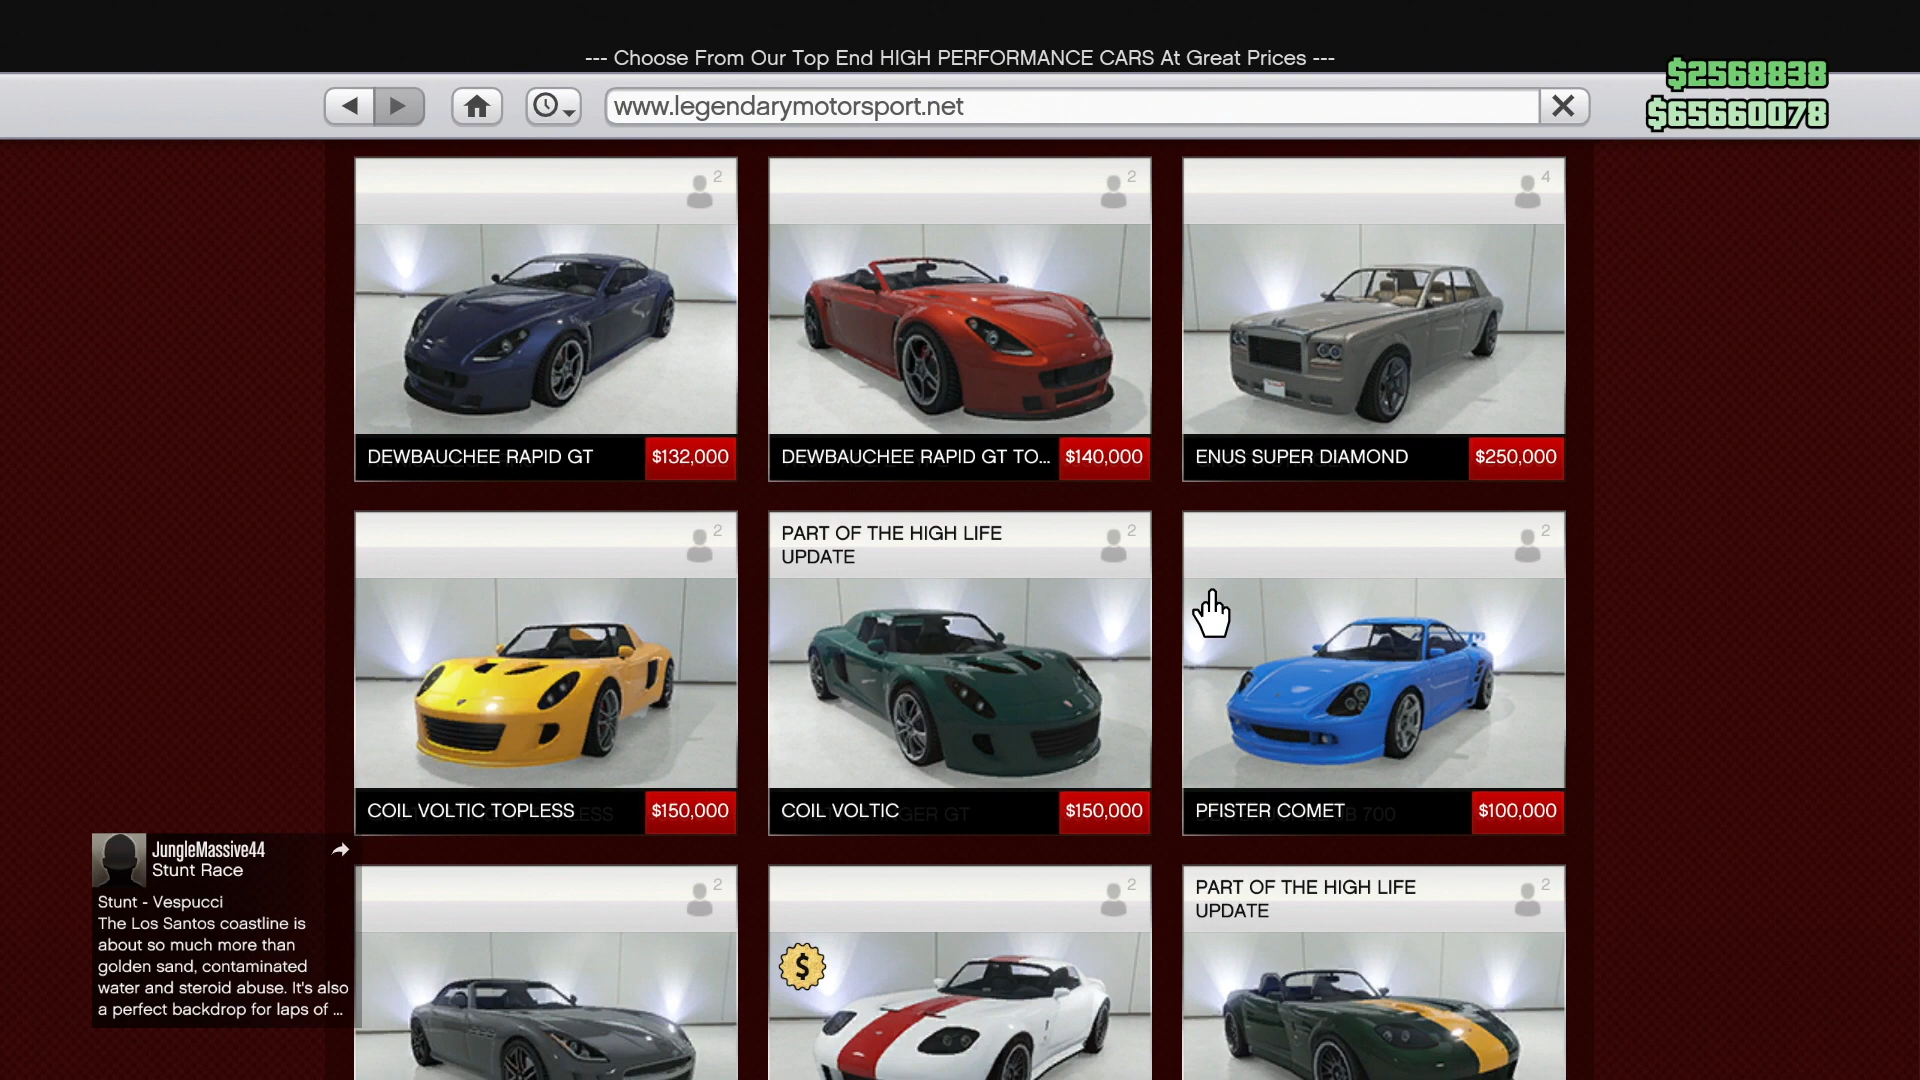 --- Choose From Our Top End HIGH PERFORMANCE CARS At Great Prices ---
$2568838
www.legendarymotorsport.net
$65660078
2
2
4
DEWBAUCHEE RAPID GT
$132,000
DEWBAUCHEE RAPID GT TO...
$140,000
ENUS SUPER DIAMOND
$250,000
2
PART OF THE HIGH LIFE
UPDATE
2
2
COIL VOLTIC TOPLESS
$150,000
COIL VOLTIC
$150,000
PFISTER COMET
$100,000
JungleMassive44
Stunt Race
Stunt - Vespucci
The Los Santos coastline is
about so much more than
golden sand, contaminated
water and steroid abuse. It's also
a perfect backdrop for laps of ...
2
2
$
PART OF THE HIGH LIFE
UPDATE
2